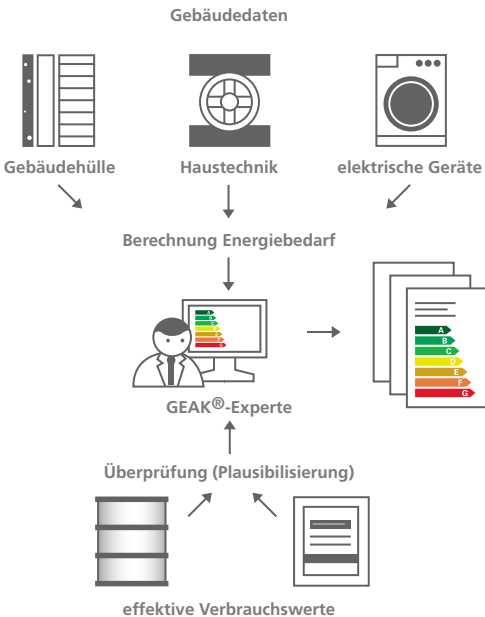 Gebäudedaten
Gebäudehülle
Haustechnik
elektrische Geräte
Berechnung Energiebedarf
A
B
C
D
E
F
G
A
B
C
D
E
F
G
GEAK®-Experte
Überprüfung (Plausibilisierung)
effektive Verbrauchswerte